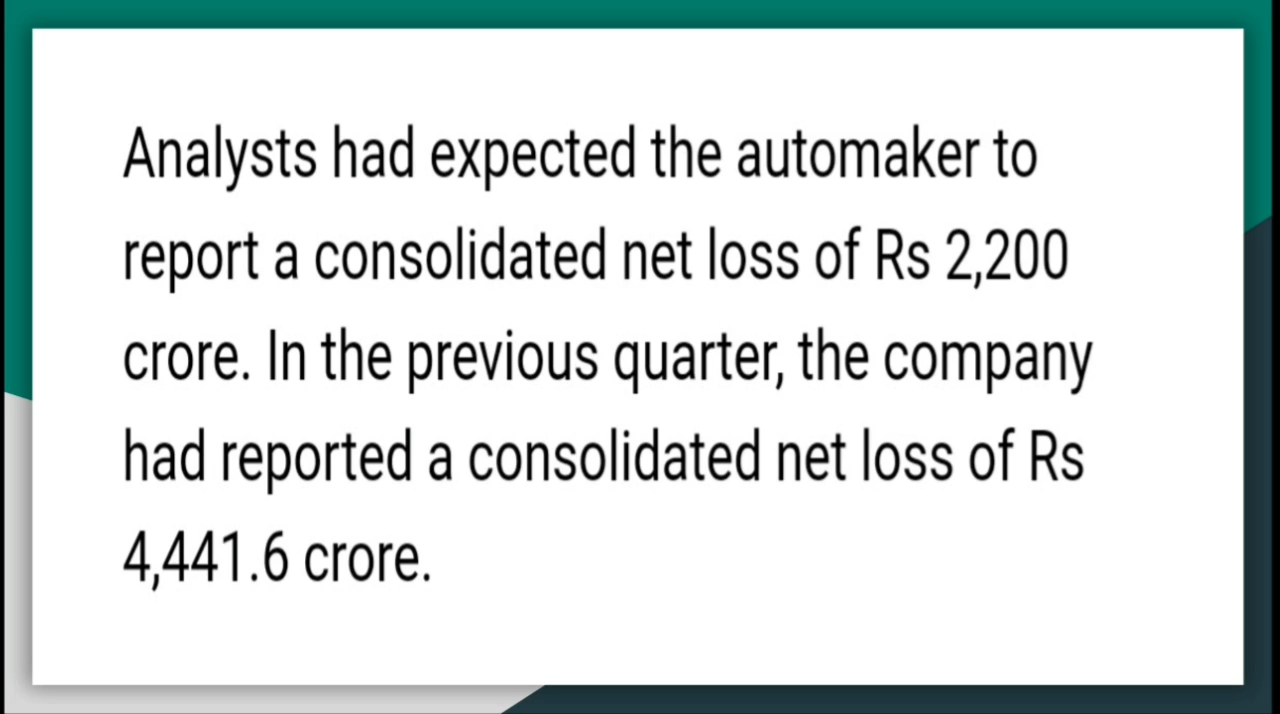 Analysts had expected the automaker to
report a consolidated net loss of Rs 2,200
crore. In the previous quarter, the company
had reported a consolidated net loss of Rs
4,441.6 crore.